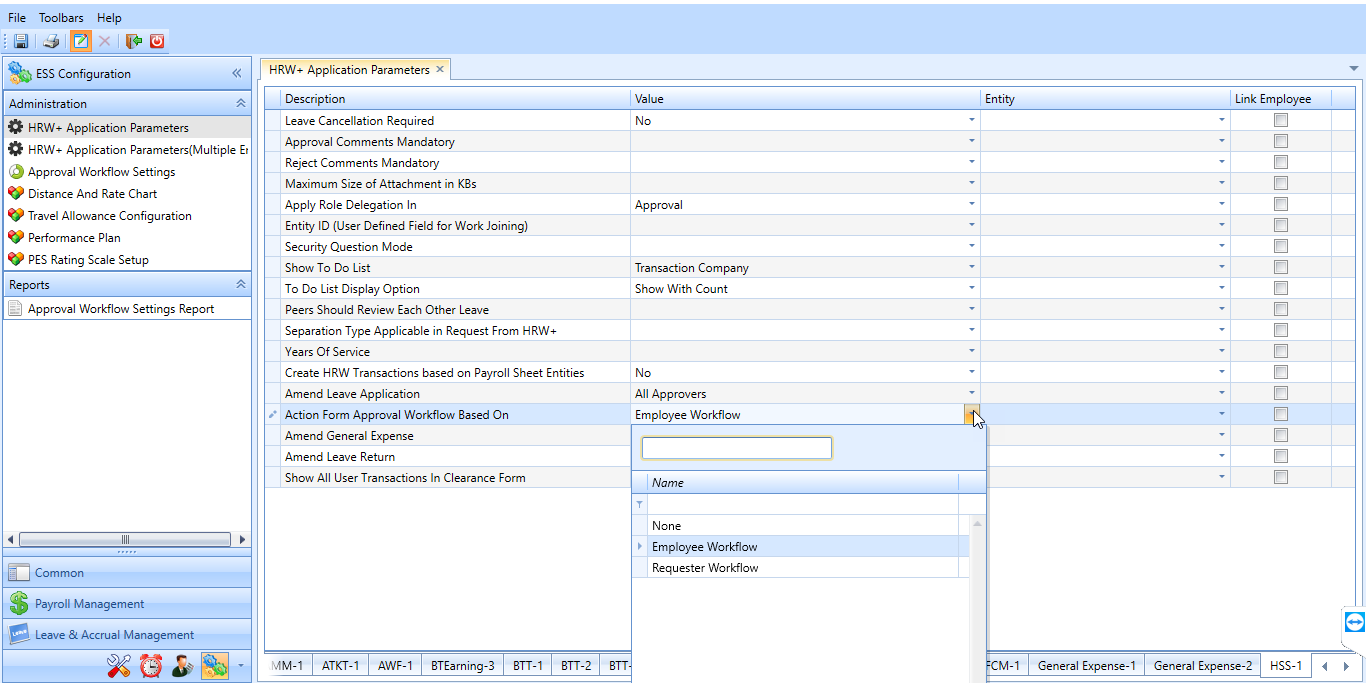 File Toolbars Help
ESS Configuration
HRW+ Application Parameters
Administration
HRW+ Application Parameters
HRW+ Application Parameters(Multiple Er
Approval Workflow Settings
Distance And Rate Chart
Travel Allowance Configuration
Performance Plan
PES Rating Scale Setup
Reports
Approval Workflow Settings Report
Common
Payroll Management
Leave & Accrual Management
Description Value Entity Link Employee
Leave Cancellation Required No
Approval Comments Mandatory
Reject Comments Mandatory
Maximum Size of Attachment in KBs
Apply Role Delegation In Approval
Entity ID (User Defined Field for Work Joining)
Security Question Mode
Show To Do List Transaction Company
To Do List Display Option Show With Count
Peers Should Review Each Other Leave
Separation Type Applicable in Request From HRW+
Years Of Service
Create HRW Transactions based on Payroll Sheet Entities No
Amend Leave Application All Approvers
Action Form Approval Workflow Based On Employee Workflow
Amend General Expense
Amend Leave Return
Show All User Transactions In Clearance Form
Name
None
Employee Workflow
Requester Workflow
MM-1 ATKT-1 AWF-1 BTEarning-3 BTT-1 BTT-2 BTT- FCM-1 General Expense-1 General Expense-2 HSS-1